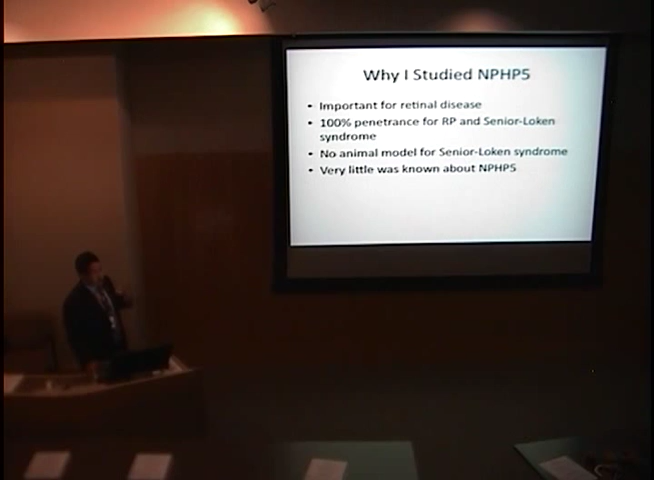 Why I Studied NPHP5
• Important for retinal disease
• 100% penetrance for RP and Senior-Loken
syndrome
• No animal model for Senior-Loken syndrome
• Very little was known about NPHP5